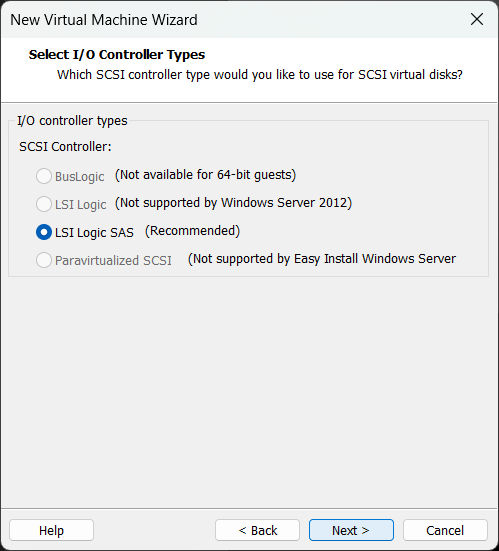 New Virtual Machine Wizard
Select I/O Controller Types
Which SCSI controller type would you like to use for SCSI virtual disks?
I/O controller types
SCSI Controller:
BusLogic (Not available for 64-bit guests)
LSI Logic (Not supported by Windows Server 2012)
LSI Logic SAS (Recommended)
Paravirtualized SCSI (Not supported by Easy Install Windows Server
Help < Back Next > Cancel